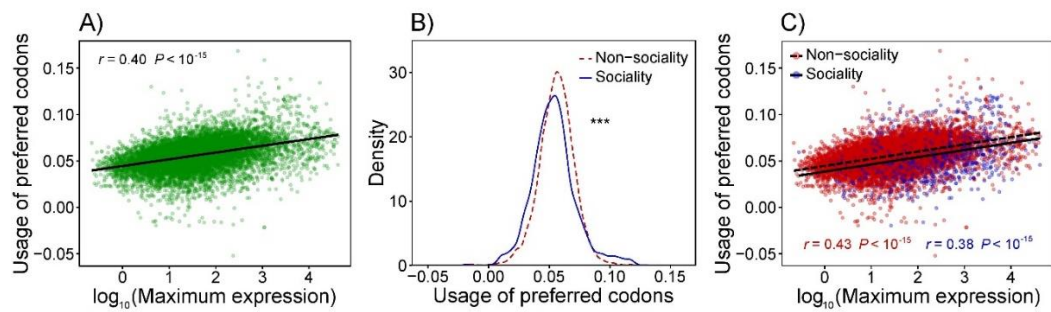 A)
Usage of preferred codons
0.15
0.10
0.05
0.00
−0.05
r = 0.40 P < 10⁻¹⁵
0 1 2 3 4
log₁₀(Maximum expression)
B)
Density
30
20
10
0
Non−sociality
Sociality
***
−0.05 0.00 0.05 0.10 0.15
Usage of preferred codons
C)
Usage of preferred codons
0.15
0.10
0.05
0.00
−0.05
Non−sociality
Sociality
r = 0.43 P < 10⁻¹⁵ r = 0.38 P < 10⁻¹⁵
0 1 2 3 4
log₁₀(Maximum expression)